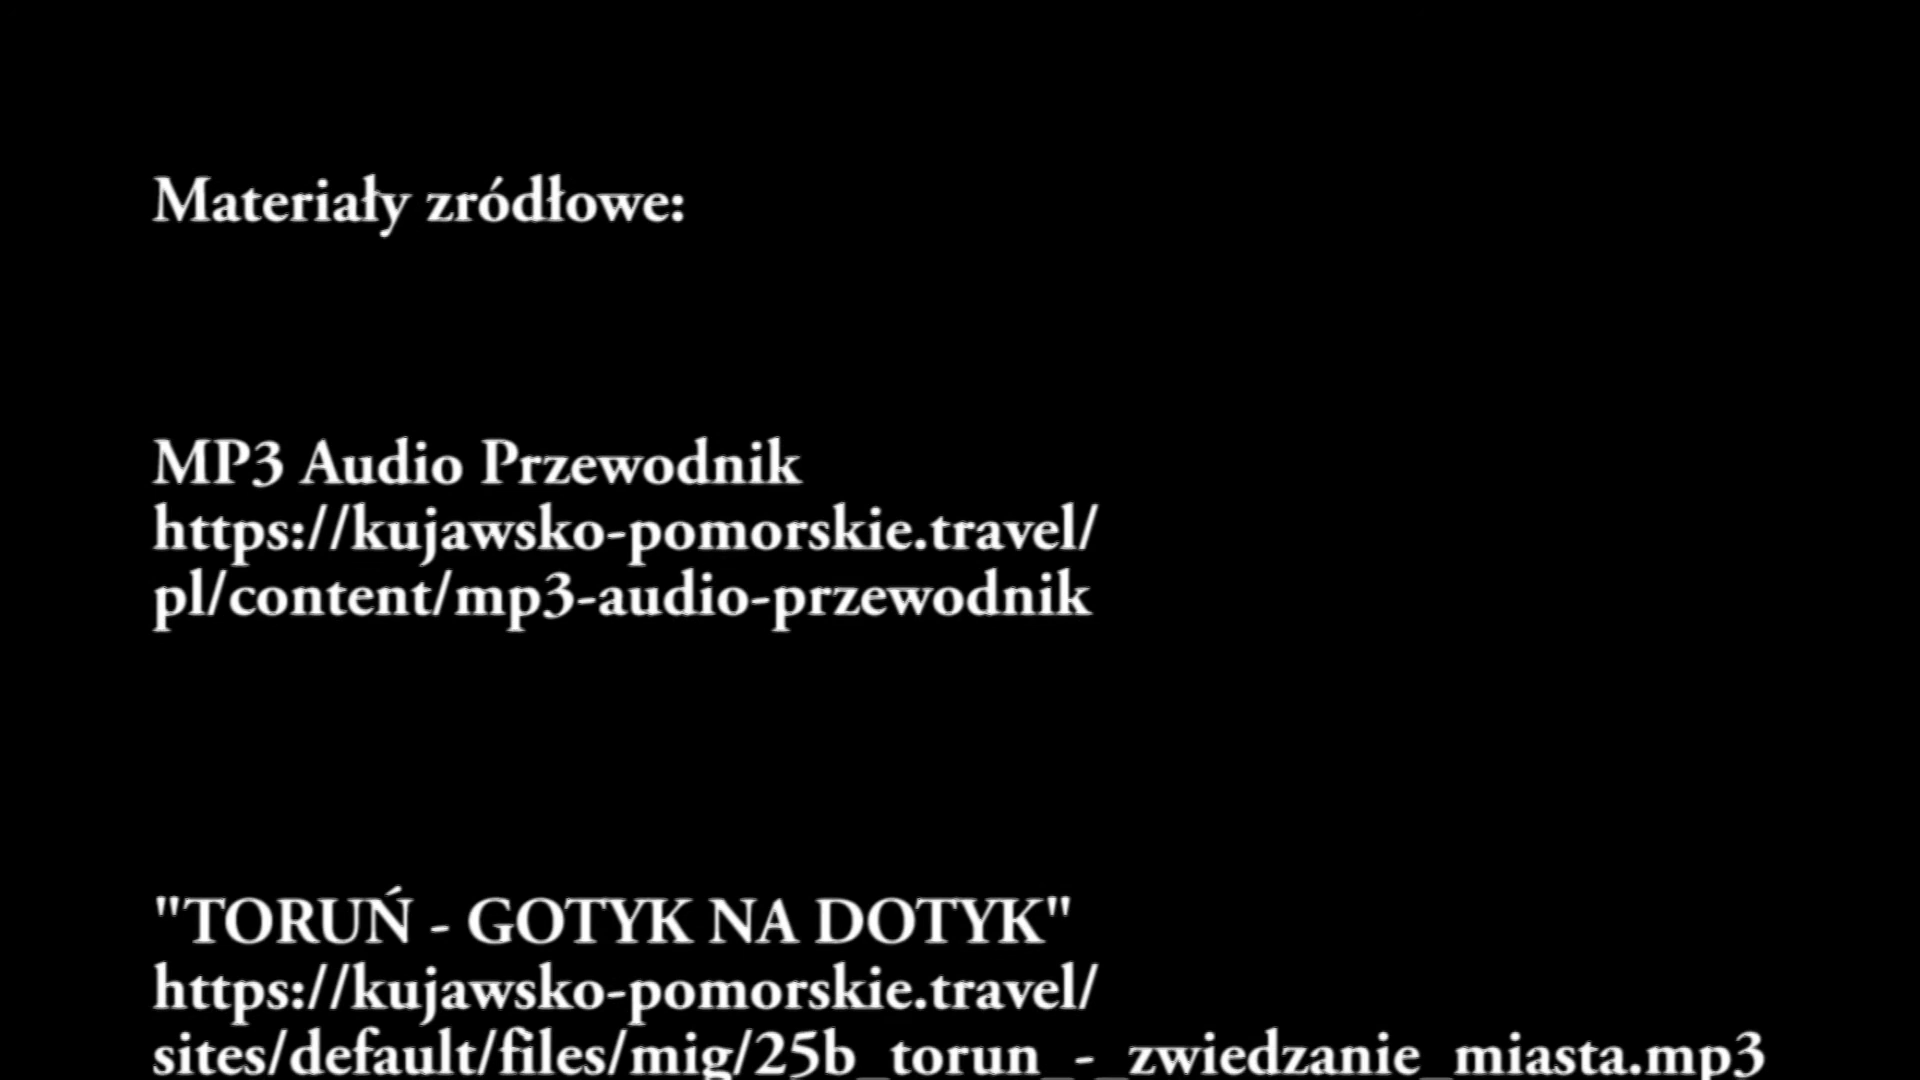 Materiały zródłowe:
MP3 Audio Przewodnik
https://kujawsko-pomorskie.travel/
pl/content/mp3-audio-przewodnik
"TORUŃ - GOTYK NA DOTYK"
https://kujawsko-pomorskie.travel/
sites/default/files/mig/25b_torun_-_zwiedzanie_miasta.mp3